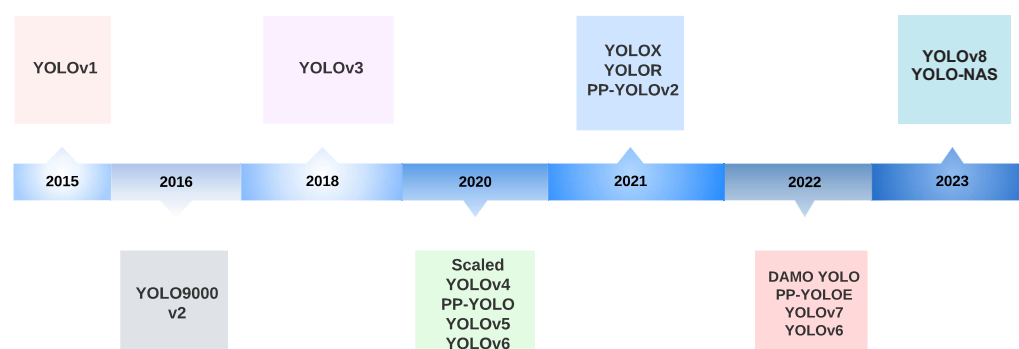 YOLOv1
YOLOv3
YOLOX
YOLOR
PP-YOLOv2
YOLOv8
YOLO-NAS
2015
2016
2018
2020
2021
2022
2023
YOLO9000
v2
Scaled
YOLOv4
PP-YOLO
YOLOv5
YOLOv6
DAMO YOLO
PP-YOLOE
YOLOv7
YOLOv6